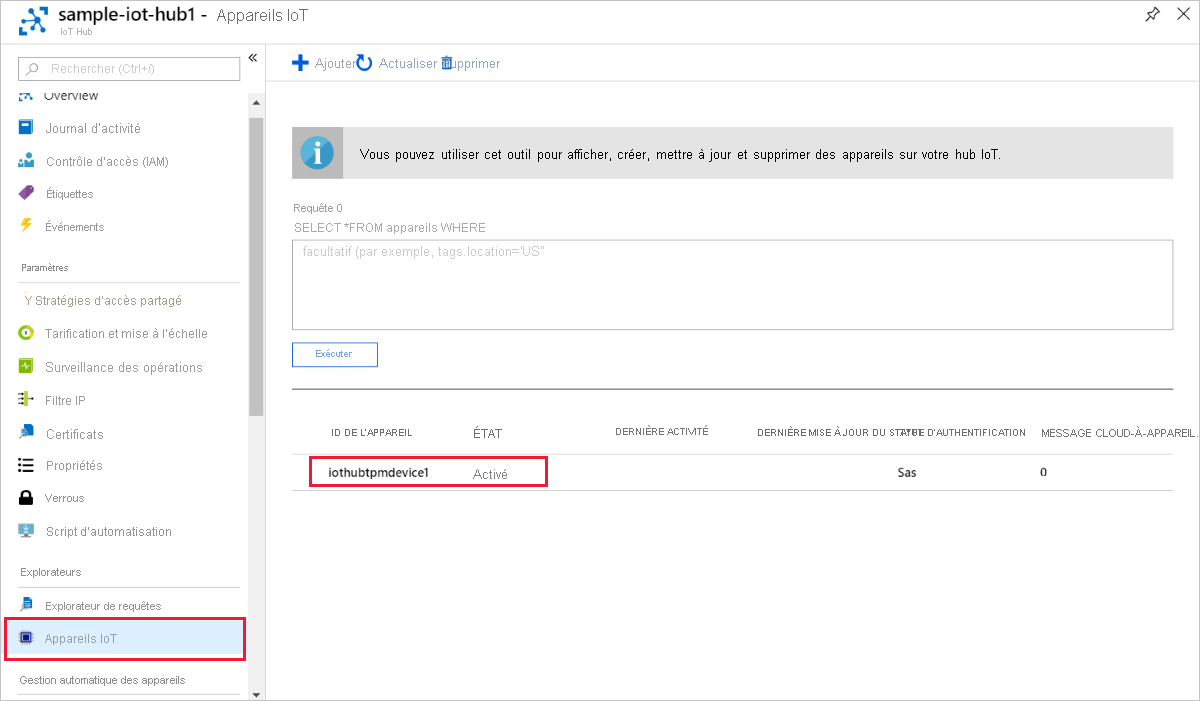 sample-iot-hub1 - Appareils IoT
IoT Hub
Rechercher (Ctrl+/)
Overview
Journal d'activité
Contrôle d'accès (IAM)
Étiquettes
Événements
Paramètres
Y Stratégies d'accès partagé
Tarification et mise à l'échelle
Surveillance des opérations
Filtre IP
Certificats
Propriétés
Verrous
Script d'automatisation
Explorateurs
Explorateur de requêtes
Appareils IoT
Gestion automatique des appareils
Ajouter Actualiser Supprimer
Vous pouvez utiliser cet outil pour afficher, créer, mettre à jour et supprimer des appareils sur votre hub IoT.
Requête 0
SELECT *FROM appareils WHERE
facultatif (par exemple, tags.location='US"
Exécuter
ID DE L'APPAREIL ÉTAT DERNIÈRE ACTIVITÉ DERNIÈRE MISE À JOUR DU STATUT TYPE D'AUTHENTIFICATION MESSAGE CLOUD-À-APPAREIL.
iothubtpmdevice1 Activé Sas 0